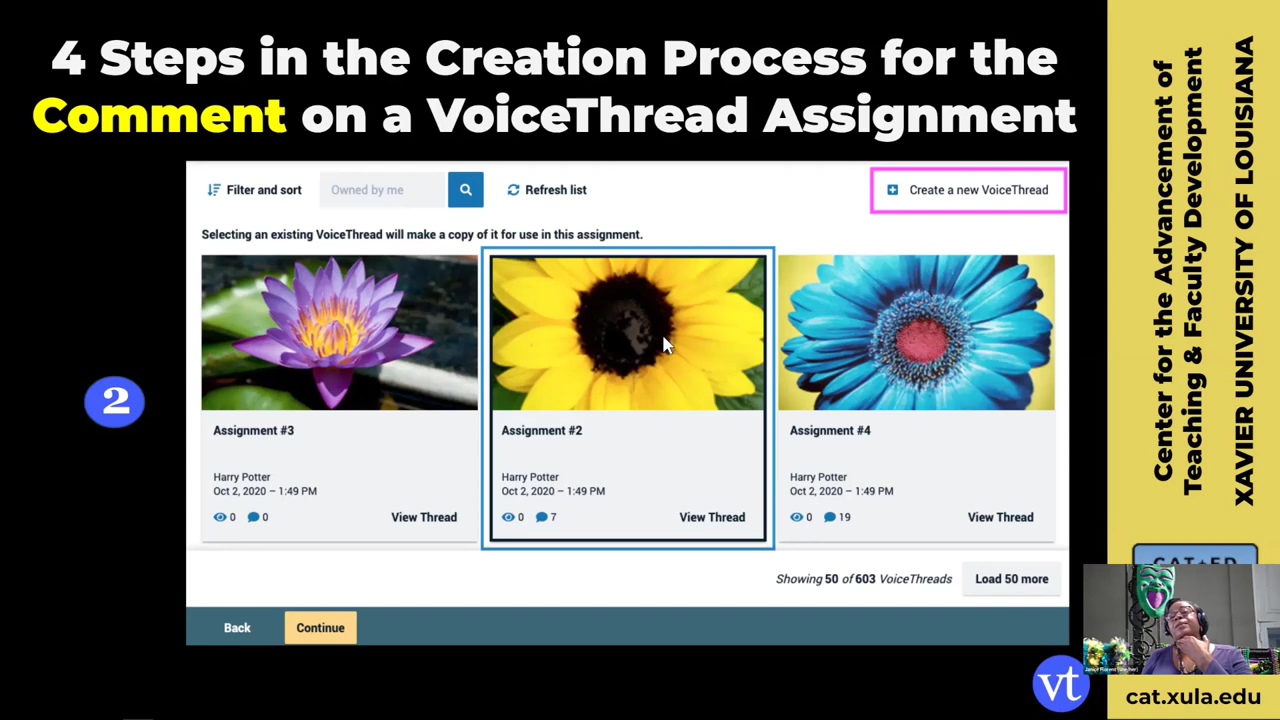 4 Steps in the Creation Process for the
Comment on a VoiceThread Assignment
Filter and sort
Owned by me
Refresh list
Create a new VoiceThread
Selecting an existing VoiceThread will make a copy of it for use in this assignment.
Assignment #3
Harry Potter
Oct 2, 2020 – 1:49 PM
0
0
View Thread
Assignment #2
Harry Potter
Oct 2, 2020 – 1:49 PM
0
7
View Thread
Assignment #4
Harry Potter
Oct 2, 2020 – 1:49 PM
0
19
View Thread
2
Showing 50 of 603 VoiceThreads
Load 50 more
Back
Continue
vt
Center for the Advancement of
Teaching & Faculty Development
XAVIER UNIVERSITY OF LOUISIANA
CAT+ED
cat.xula.edu